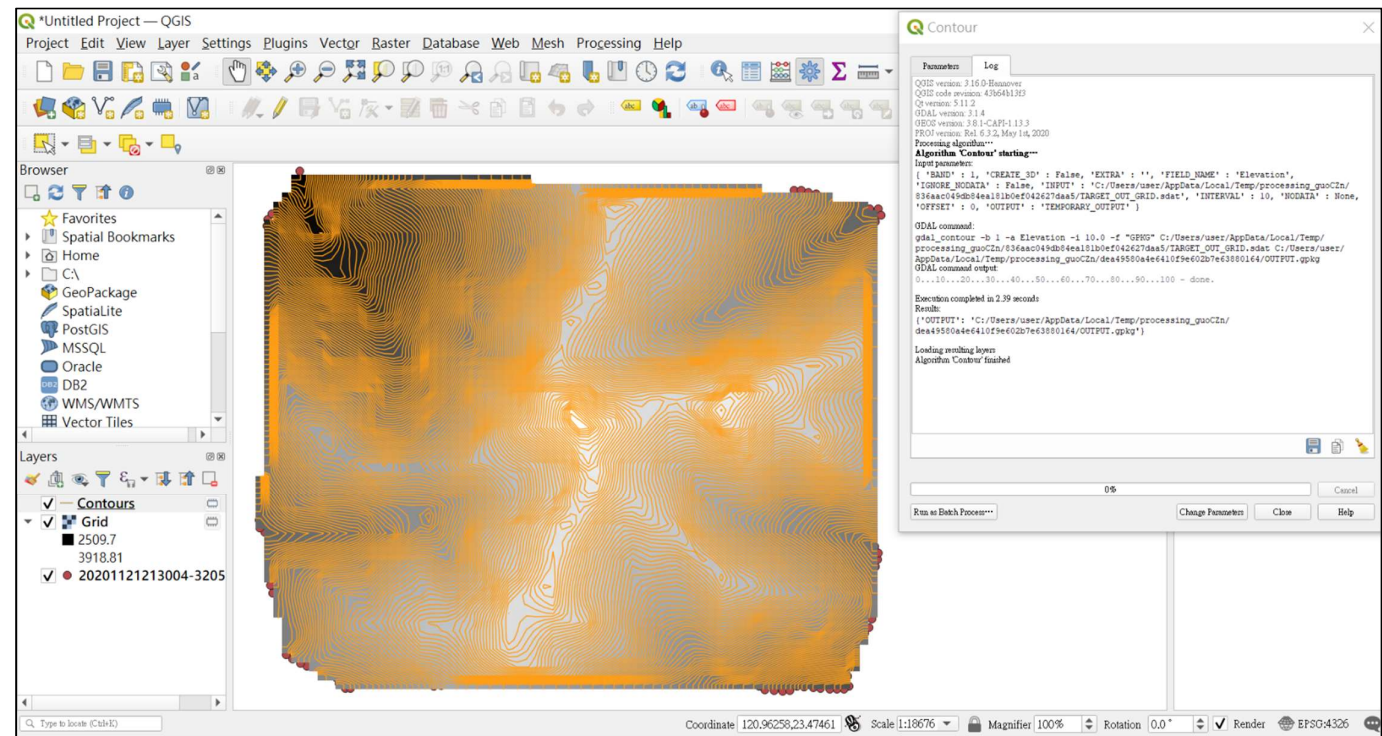 *Untitled Project — QGIS
Project Edit View Layer Settings Plugins Vector Raster Database Web Mesh Processing Help
Browser
Favorites
Spatial Bookmarks
Home
C:\
GeoPackage
SpatiaLite
PostGIS
MSSQL
Oracle
DB2
WMS/WMTS
Vector Tiles
Layers
Contours
Grid
2509.7
3918.81
20201121213004-3205
Contour
Parameters Log
QGIS version: 3.16.0-Hannover
QGIS code revision: 43b64b13f3
Qt version: 5.11.2
GDAL version: 3.1.4
GEOS version: 3.8.1-CAPI-1.13.3
PROJ version: Rel. 6.3.2, May 1st, 2020
Processing algorithm…
Algorithm 'Contour' starting…
Input parameters:
{ 'BAND' : 1, 'CREATE_3D' : False, 'EXTRA' : '', 'FIELD_NAME' : 'Elevation',
'IGNORE_NODATA' : False, 'INPUT' : 'C:/Users/user/AppData/Local/Temp/processing_guoCZn/
836aac049db84ea181b0ef042627daa5/TARGET_OUT_GRID.sdat', 'INTERVAL' : 10, 'NODATA' : None,
'OFFSET' : 0, 'OUTPUT' : 'TEMPORARY_OUTPUT' }
GDAL command:
gdal_contour -b 1 -a Elevation -i 10.0 -f "GPKG" C:/Users/user/AppData/Local/Temp/
processing_guoCZn/836aac049db84ea181b0ef042627daa5/TARGET_OUT_GRID.sdat C:/Users/user/
AppData/Local/Temp/processing_guoCZn/dea49580a4e6410f9e602b7e63880164/OUTPUT.gpkg
GDAL command output:
0...10...20...30...40...50...60...70...80...90...100 - done.
Execution completed in 2.39 seconds
Results:
{'OUTPUT': 'C:/Users/user/AppData/Local/Temp/processing_guoCZn/
dea49580a4e6410f9e602b7e63880164/OUTPUT.gpkg'}
Loading resulting layers
Algorithm 'Contour' finished
0%
Cancel
Run as Batch Process… Change Parameters Close Help
Type to locate (Ctrl+K) Coordinate 120.96258,23.47461 Scale 1:18676 Magnifier 100% Rotation 0.0 ° Render EPSG:4326